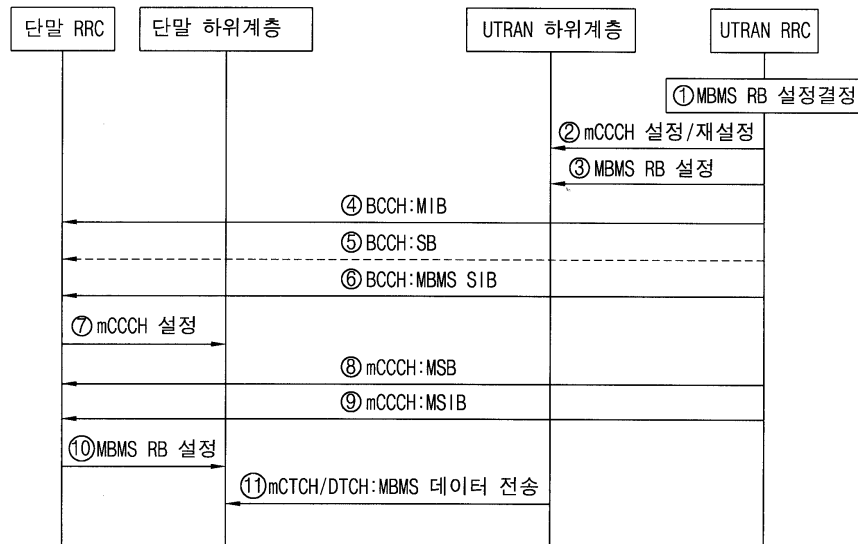 단말 RRC
단말 하위계층
UTRAN 하위계층
UTRAN RRC
①MBMS RB 설정결정
②mCCCH 설정/재설정
③MBMS RB 설정
④BCCH:MIB
⑤BCCH:SB
⑥BCCH:MBMS SIB
⑦mCCCH 설정
⑧mCCCH:MSB
⑨mCCCH:MSIB
⑩MBMS RB 설정
⑪mCTCH/DTCH:MBMS 데이터 전송